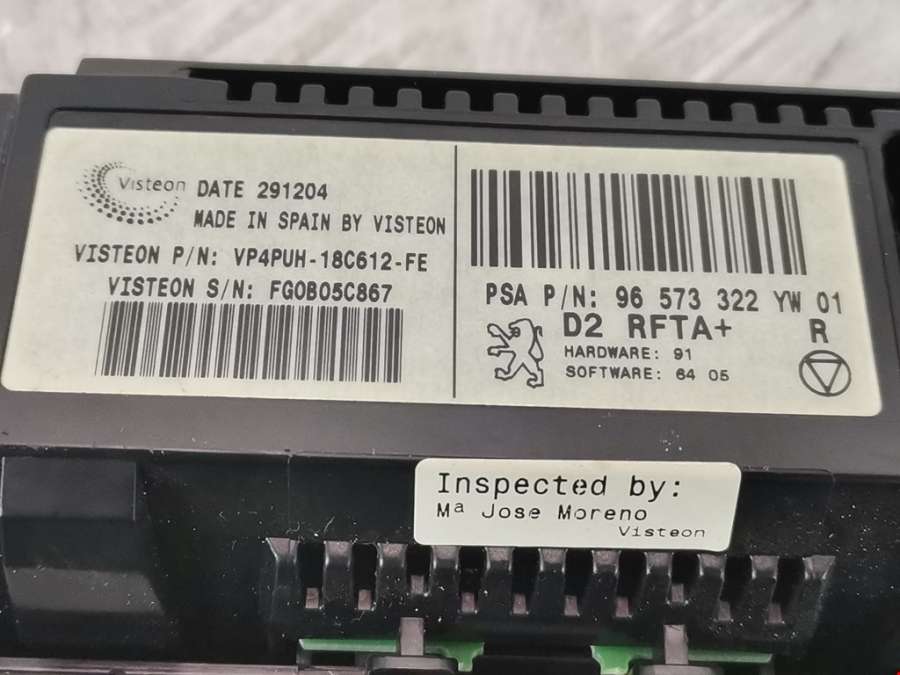 Visteon DATE 291204
MADE IN SPAIN BY VISTEON
VISTEON P/N: VP4PUH-18C612-FE
VISTEON S/N: FG0B05C867
PSA P/N: 96 573 322 YW 01
D2 RFTA+ R
HARDWARE: 91
SOFTWARE: 64 05
Inspected by:
Mª Jose Moreno
Visteon